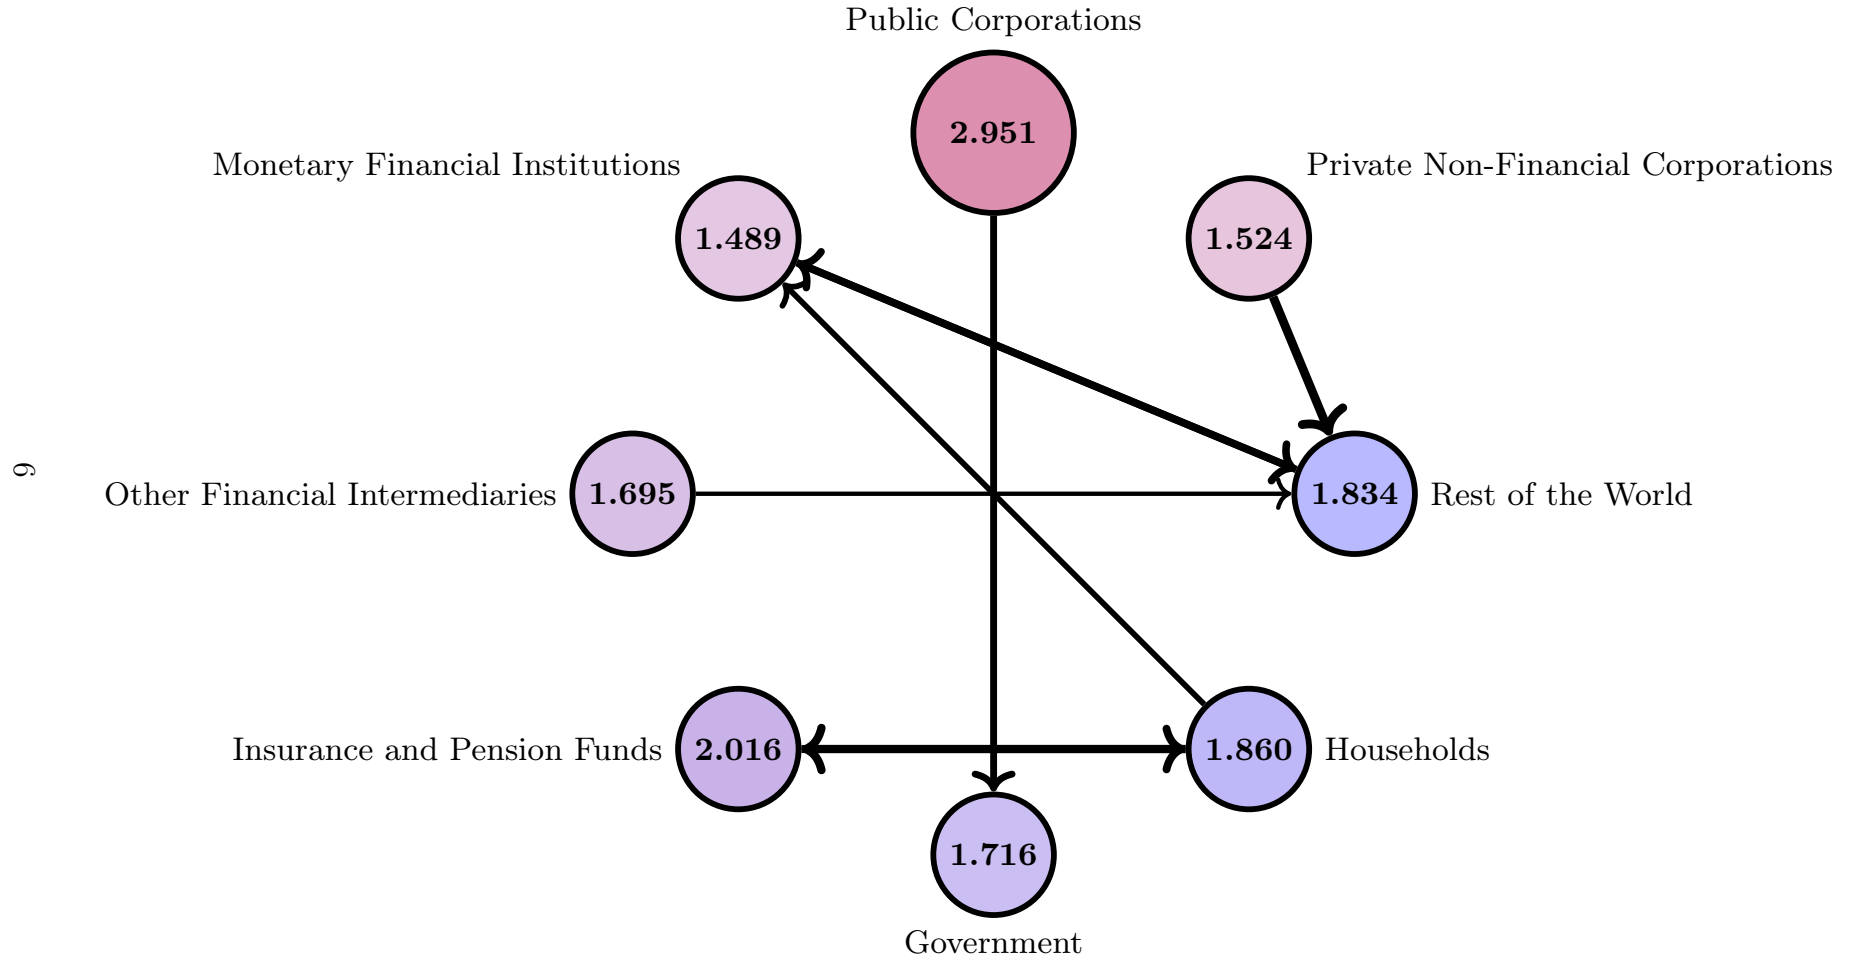 Public Corporations
2.951
Monetary Financial Institutions
1.489
Private Non-Financial Corporations
1.524
Other Financial Intermediaries
1.695
1.834
Rest of the World
Insurance and Pension Funds
2.016
1.860
Households
1.716
Government
9